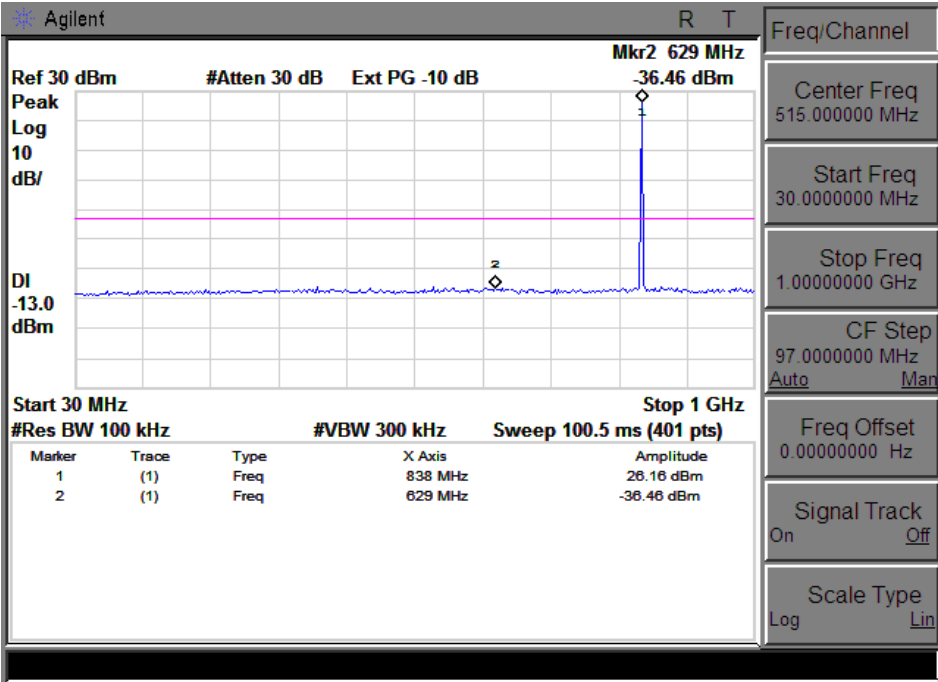 Agilent R T
Mkr2 629 MHz
Ref 30 dBm #Atten 30 dB Ext PG -10 dB -36.46 dBm
Peak
Log
10
dB/
1
2
DI
-13.0
dBm
Start 30 MHz Stop 1 GHz
#Res BW 100 kHz #VBW 300 kHz Sweep 100.5 ms (401 pts)
Marker Trace Type X Axis Amplitude
1 (1) Freq 838 MHz 26.16 dBm
2 (1) Freq 629 MHz -36.46 dBm
Freq/Channel
Center Freq
515.000000 MHz
Start Freq
30.0000000 MHz
Stop Freq
1.00000000 GHz
CF Step
97.0000000 MHz
Auto Man
Freq Offset
0.00000000 Hz
Signal Track
On Off
Scale Type
Log Lin